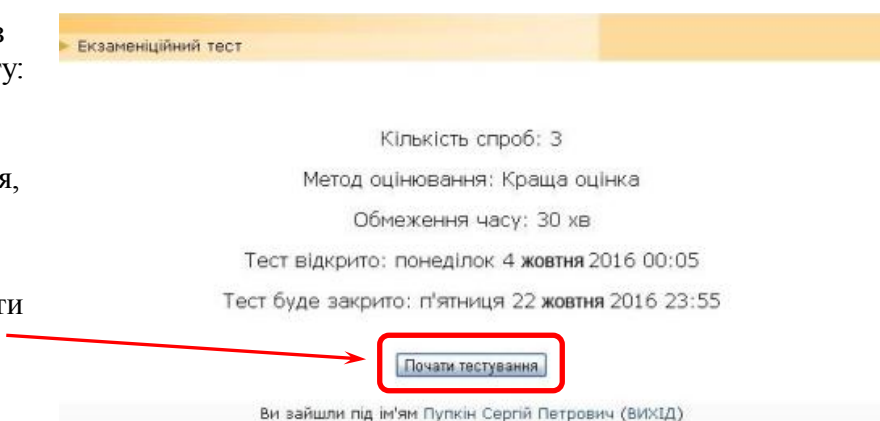 Екзаменіційний тест
Кількість спроб: 3
Метод оцінювання: Краща оцінка
Обмеження часу: 30 хв
Тест відкрито: понеділок 4 жовтня 2016 00:05
Тест буде закрито: п'ятниця 22 жовтня 2016 23:55
Почати тестування
Ви зайшли під ім'ям Пупкін Сергій Петрович (ВИХІД)